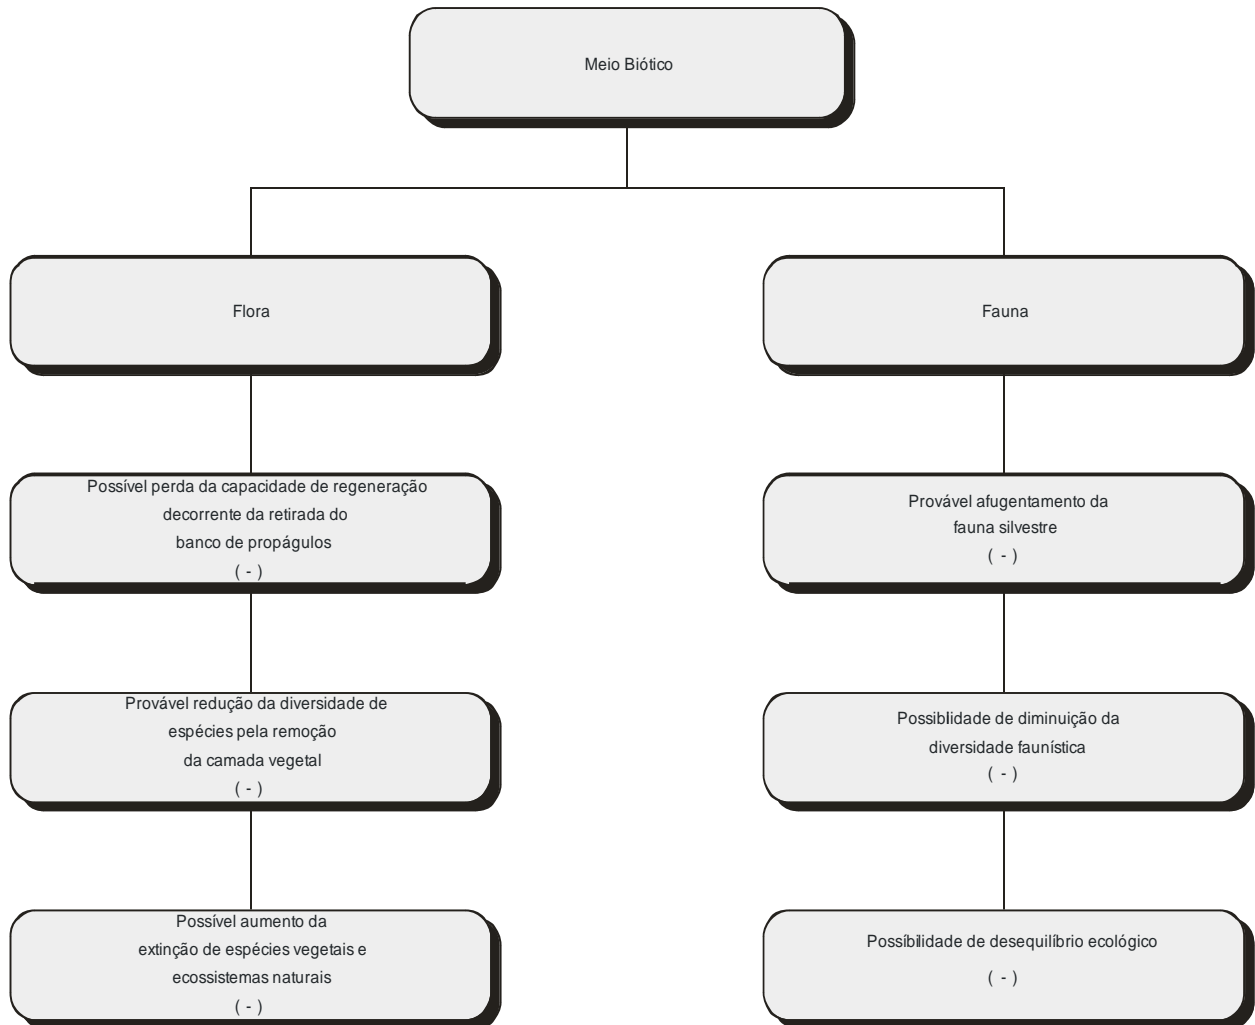 Meio Biótico
Flora
Fauna
Possível perda da capacidade de regeneração
decorrente da retirada do
banco de propágulos
( - )
Provável afugentamento da
fauna silvestre
( - )
Provável redução da diversidade de
espécies pela remoção
da camada vegetal
( - )
Possiblidade de diminuição da
diversidade faunística
( - )
Possível aumento da
extinção de espécies vegetais e
ecossistemas naturais
( - )
Possíbilidade de desequilíbrio ecológico
( - )